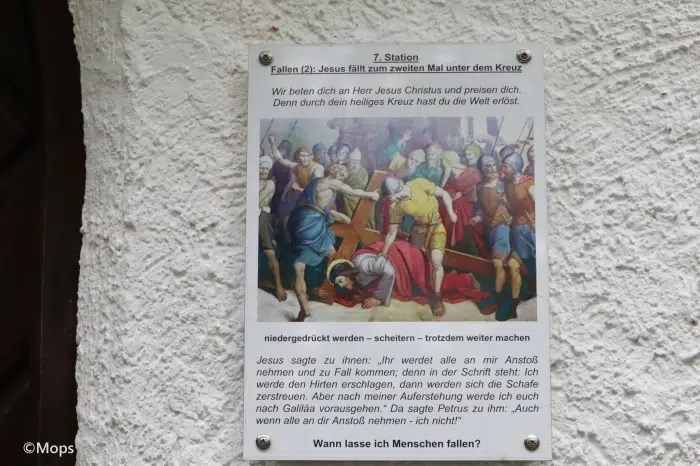 7. Station
Fallen (2): Jesus fällt zum zweiten Mal unter dem Kreuz
Wir beten dich an Herr Jesus Christus und preisen dich.
Denn durch dein heiliges Kreuz hast du die Welt erlöst.
niedergedrückt werden – scheitern – trotzdem weiter machen
Jesus sagte zu ihnen: „Ihr werdet alle an mir Anstoß
nehmen und zu Fall kommen; denn in der Schrift steht: Ich
werde den Hirten erschlagen, dann werden sich die Schafe
zerstreuen. Aber nach meiner Auferstehung werde ich euch
nach Galiläa vorausgehen.“ Da sagte Petrus zu ihm: „Auch
wenn alle an dir Anstoß nehmen - ich nicht!“
Wann lasse ich Menschen fallen?
©Mops